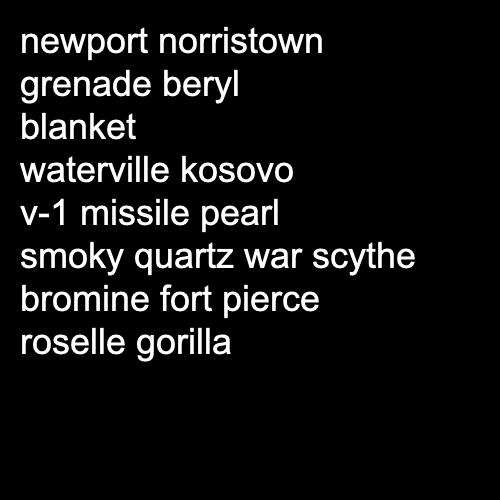 newport norristown
grenade beryl
blanket
waterville kosovo
v-1 missile pearl
smoky quartz war scythe
bromine fort pierce
roselle gorilla